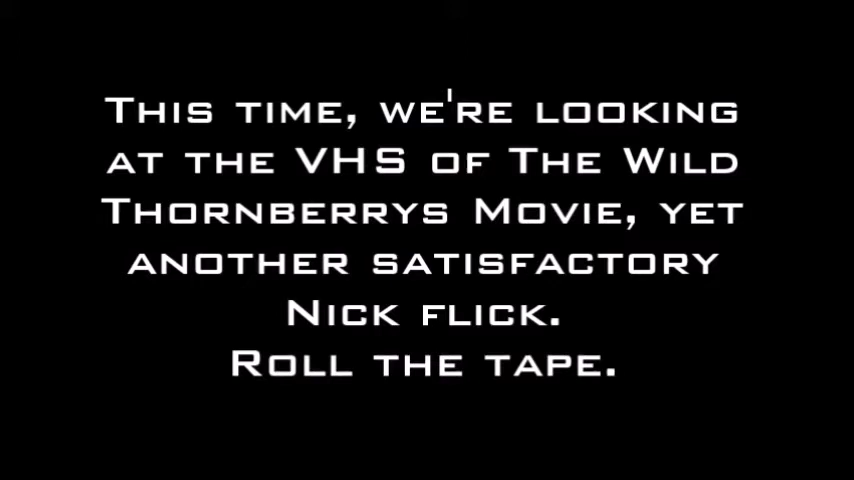 This time, we're looking
at the VHS of The Wild
Thornberrys Movie, yet
another satisfactory
Nick flick.
Roll the tape.